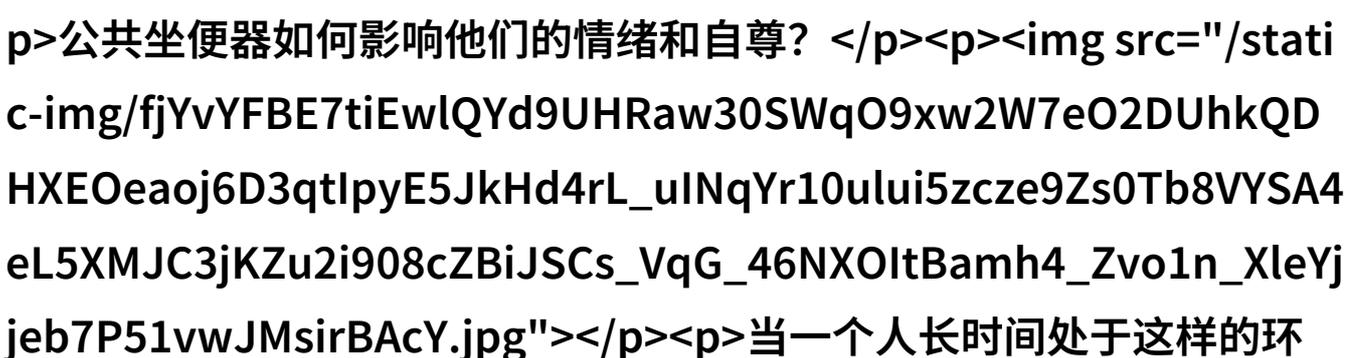 p>公共坐便器如何影响他们的情绪和自尊？</p><p><img src="/stati
c-img/fjYvYFBE7tiEwlQYd9UHRaw30SWqO9xw2W7eO2DUhkQD
HXEOeaoj6D3qtIpyE5JkHd4rL_uINqYr10ului5zcze9Zs0Tb8VYSA4
eL5XMJC3jKZu2i908cZBiJSCs_VqG_46NXOItBamh4_Zvo1n_XleYj
jeb7P51vwJMsirBAcY.jpg"></p><p>当一个人长时间处于这样的环